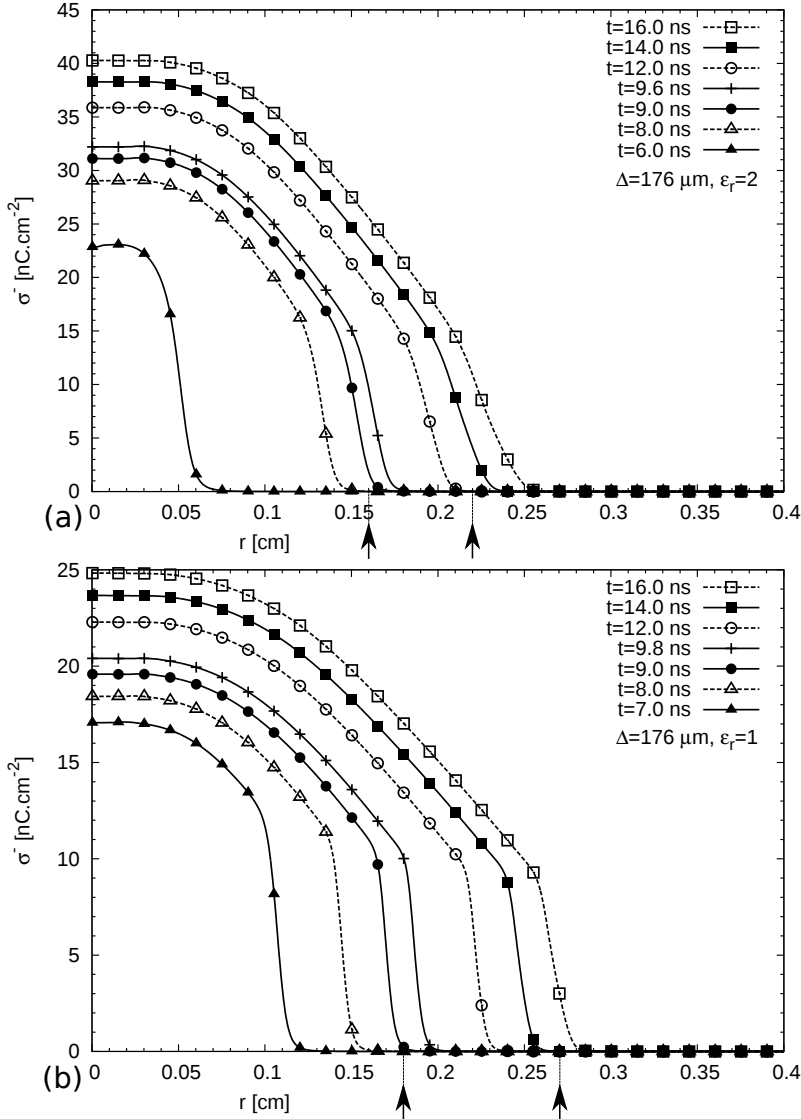 45
40
35
30
25
20
15
10
5
0
σ⁻ [nC.cm⁻²]
t=16.0 ns
t=14.0 ns
t=12.0 ns
t=9.6 ns
t=9.0 ns
t=8.0 ns
t=6.0 ns
Δ=176 μm, εᵣ=2
(a)
0 0.05 0.1 0.15 0.2 0.25 0.3 0.35 0.4
r [cm]
25
20
15
10
5
0
σ⁻ [nC.cm⁻²]
t=16.0 ns
t=14.0 ns
t=12.0 ns
t=9.8 ns
t=9.0 ns
t=8.0 ns
t=7.0 ns
Δ=176 μm, εᵣ=1
(b)
0 0.05 0.1 0.15 0.2 0.25 0.3 0.35 0.4
r [cm]